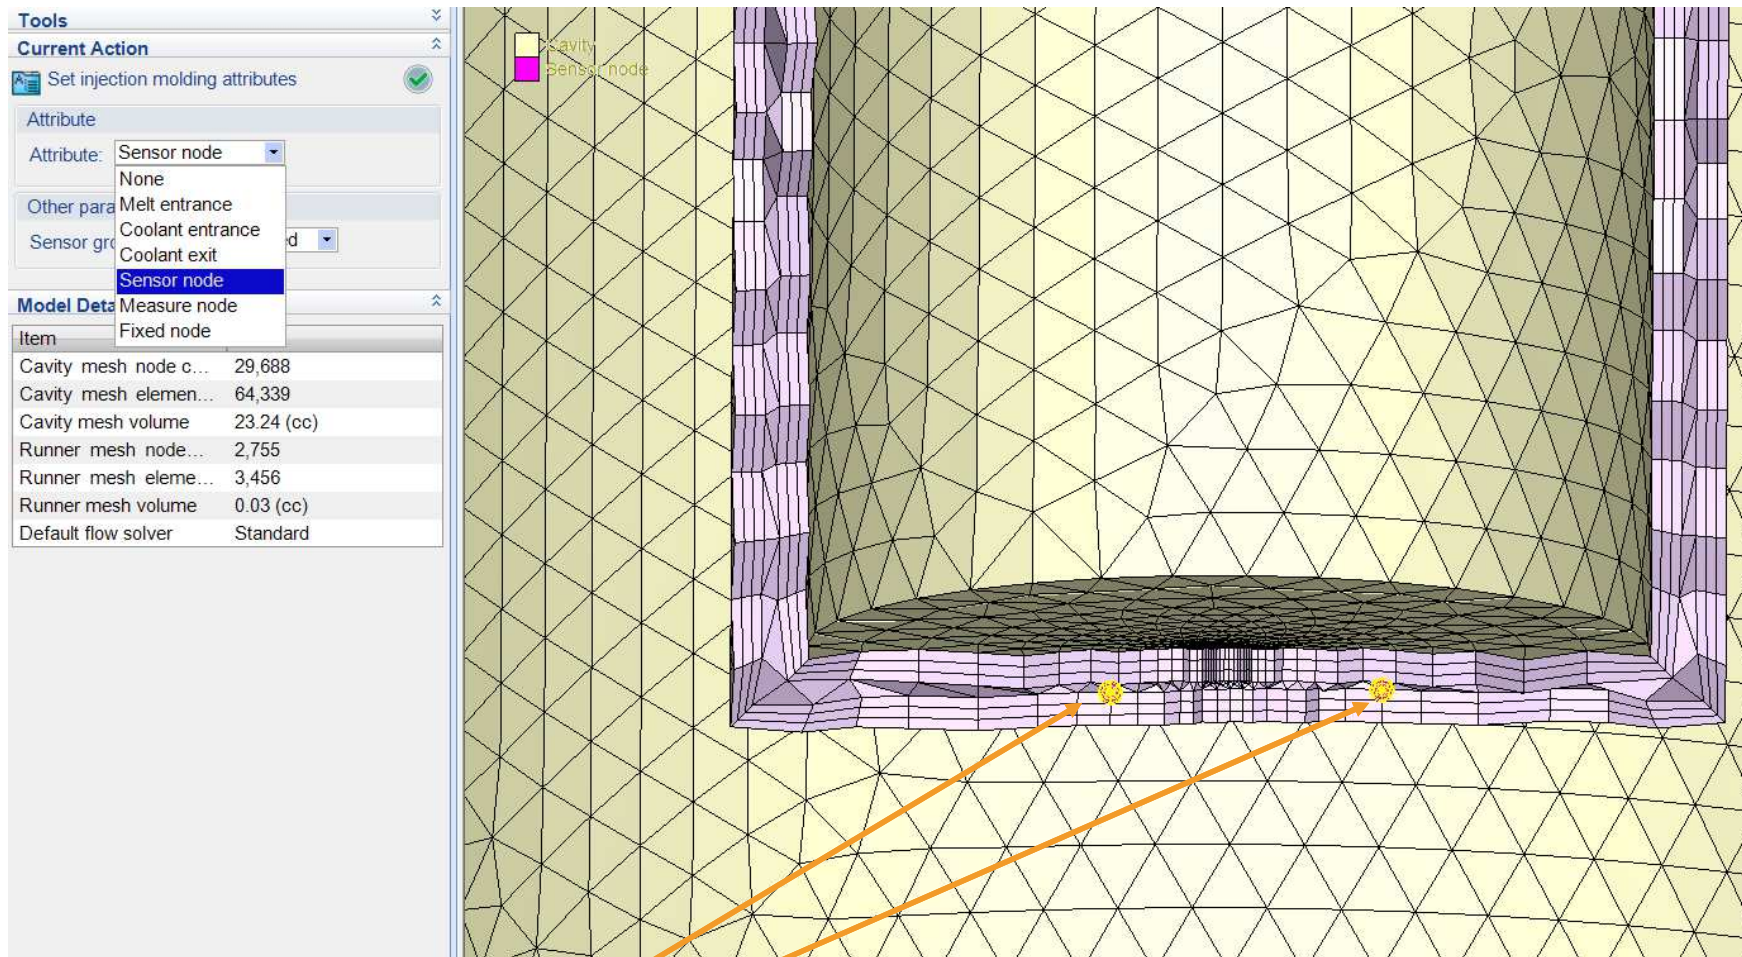 Tools
Current Action
Set injection molding attributes
Attribute
Attribute: Sensor node
None
Melt entrance
Coolant entrance
Coolant exit
Sensor node
Measure node
Fixed node
Other para
Sensor gro d
Model Deta
Item
Cavity mesh node c... 29,688
Cavity mesh elemen... 64,339
Cavity mesh volume 23.24 (cc)
Runner mesh node... 2,755
Runner mesh eleme... 3,456
Runner mesh volume 0.03 (cc)
Default flow solver Standard
Cavity
Sensor node